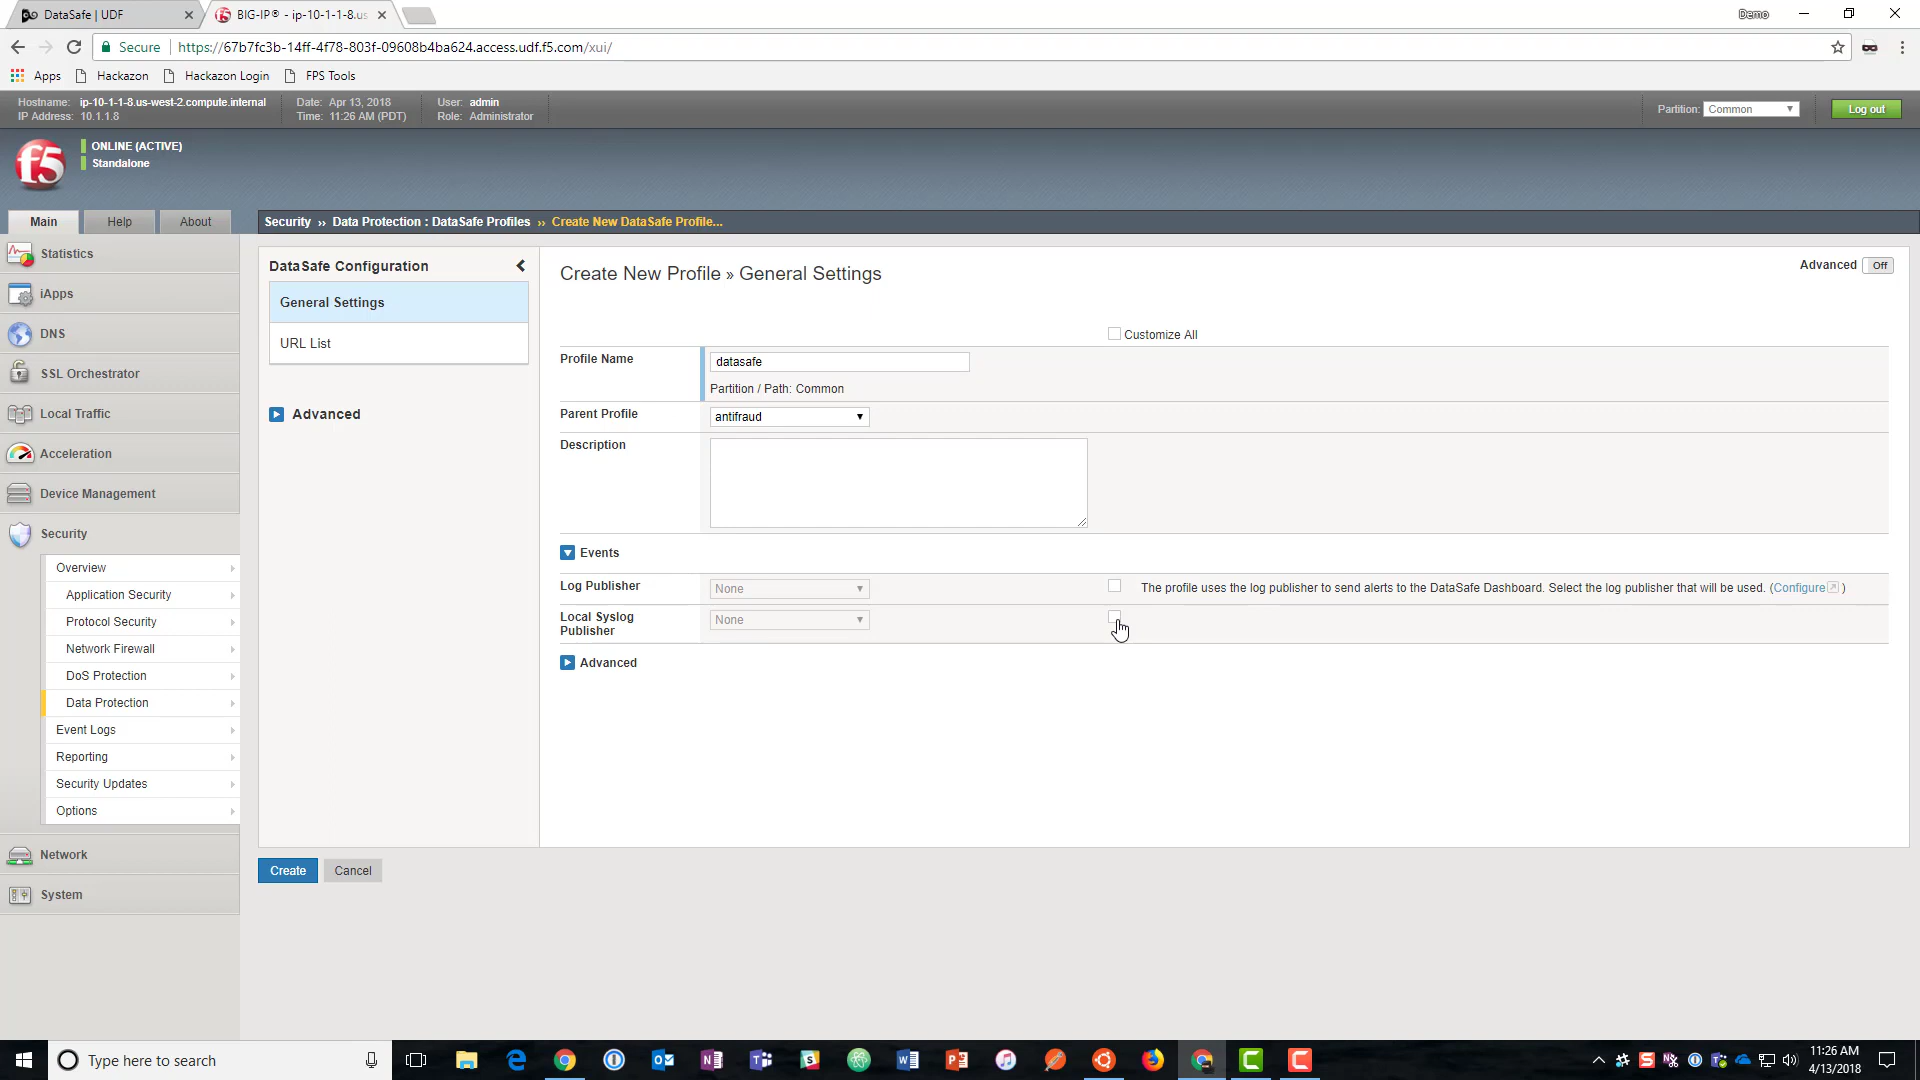 DataSafe | UDF
BIG-IP® - ip-10-1-1-8.us
Demo
Secure
https://67b7fc3b-14ff-4f78-803f-09608b4ba624.access.udf.f5.com/xui/
Apps
Hackazon
Hackazon Login
FPS Tools
Hostname: ip-10-1-1-8.us-west-2.compute.internal
IP Address: 10.1.1.8
Date: Apr 13, 2018
Time: 11:26 AM (PDT)
User: admin
Role: Administrator
Partition: Common
Log out
f5
ONLINE (ACTIVE)
Standalone
Main
Help
About
Security ›› Data Protection : DataSafe Profiles ›› Create New DataSafe Profile...
Statistics
iApps
DNS
SSL Orchestrator
Local Traffic
Acceleration
Device Management
Security
Overview
Application Security
Protocol Security
Network Firewall
DoS Protection
Data Protection
Event Logs
Reporting
Security Updates
Options
Network
System
DataSafe Configuration
General Settings
URL List
Advanced
Create New Profile » General Settings
Advanced Off
Customize All
Profile Name
datasafe
Partition / Path: Common
Parent Profile
antifraud
Description
Events
Log Publisher
None
The profile uses the log publisher to send alerts to the DataSafe Dashboard. Select the log publisher that will be used. (Configure )
Local Syslog
Publisher
None
Advanced
Create
Cancel
Type here to search
11:26 AM
4/13/2018